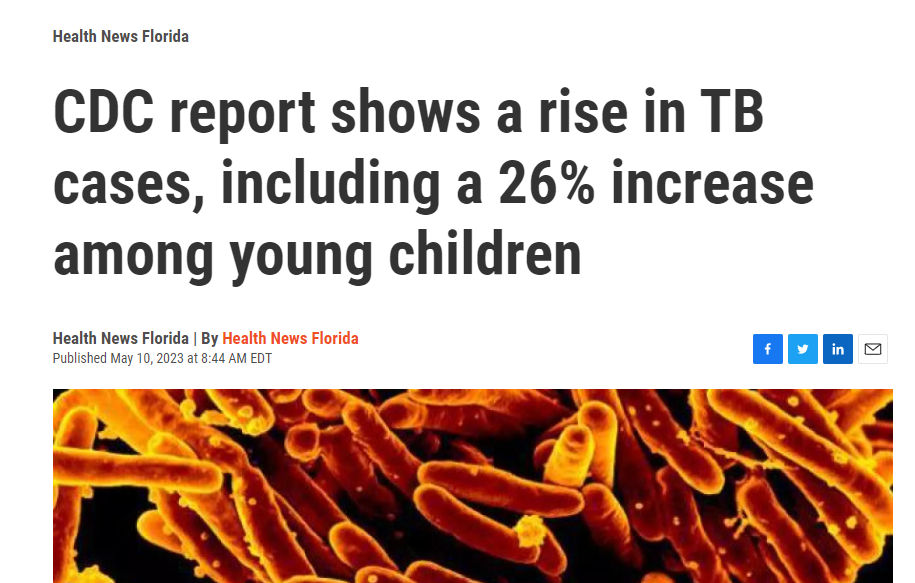 Health News Florida
CDC report shows a rise in TB
cases, including a 26% increase
among young children
Health News Florida | By Health News Florida
Published May 10, 2023 at 8:44 AM EDT
f
in